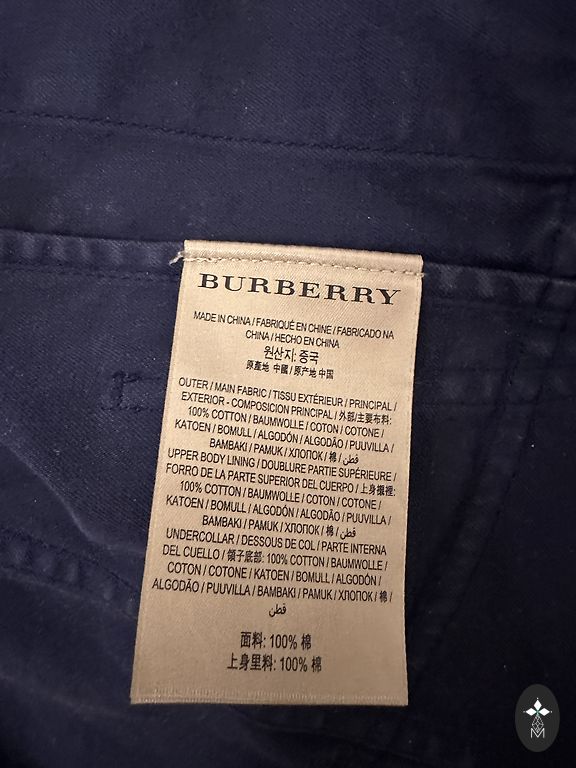 BURBERRY
MADE IN CHINA / FABRIQUÉ EN CHINE / FABRICADO NA
CHINA / HECHO EN CHINA
원산지: 중국
原產地 中國 / 原产地 中国
OUTER / MAIN FABRIC / TISSU EXTÉRIEUR / PRINCIPAL /
EXTERIOR - COMPOSICION PRINCIPAL / 外部/主要布料:
100% COTTON / BAUMWOLLE / COTON / COTONE /
KATOEN / BOMULL / ALGODÓN / ALGODÃO / PUUVILLA /
BAMBAKI / PAMUK / ХЛОПОК / 棉 / قطن
UPPER BODY LINING / DOUBLURE PARTIE SUPÉRIEURE /
FORRO DE LA PARTE SUPERIOR DEL CUERPO / 上身襯裡:
100% COTTON / BAUMWOLLE / COTON / COTONE /
KATOEN / BOMULL / ALGODÓN / ALGODÃO / PUUVILLA /
BAMBAKI / PAMUK / ХЛОПОК / 棉 / قطن
UNDERCOLLAR / DESSOUS DE COL / PARTE INTERNA
DEL CUELLO / 領子底部: 100% COTTON / BAUMWOLLE /
COTON / COTONE / KATOEN / BOMULL / ALGODÓN /
ALGODÃO / PUUVILLA / BAMBAKI / PAMUK / ХЛОПОК / 棉 /
قطن
面料: 100% 棉
上身里料: 100% 棉
M